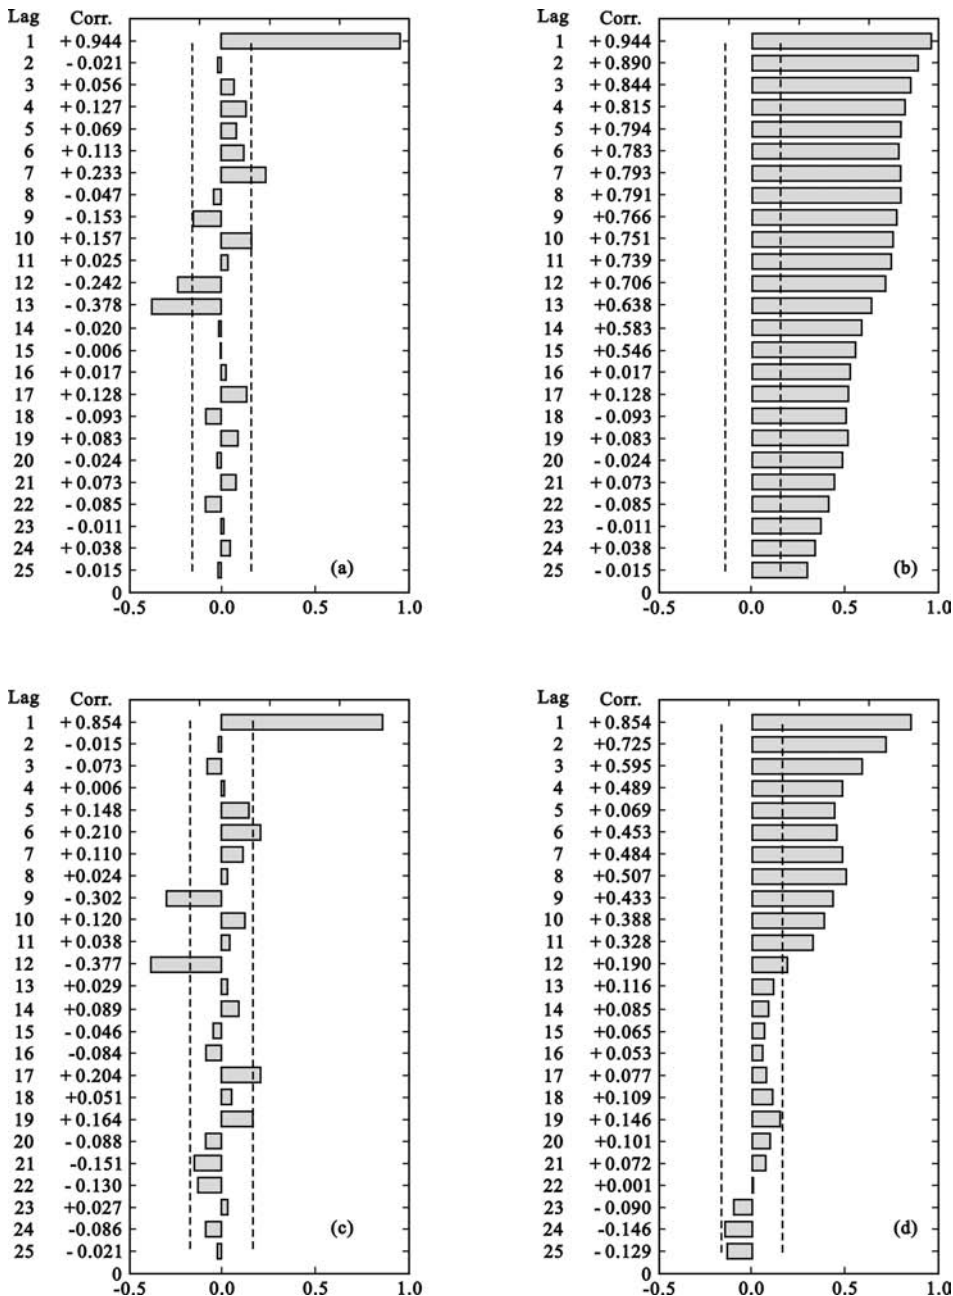 Lag Corr.
1 + 0.944
2 - 0.021
3 + 0.056
4 + 0.127
5 + 0.069
6 + 0.113
7 + 0.233
8 - 0.047
9 - 0.153
10 + 0.157
11 + 0.025
12 - 0.242
13 - 0.378
14 - 0.020
15 - 0.006
16 + 0.017
17 + 0.128
18 - 0.093
19 + 0.083
20 - 0.024
21 + 0.073
22 - 0.085
23 - 0.011
24 + 0.038
25 - 0.015
(a)
0
-0.5 0.0 0.5 1.0
Lag Corr.
1 + 0.944
2 + 0.890
3 + 0.844
4 + 0.815
5 + 0.794
6 + 0.783
7 + 0.793
8 + 0.791
9 +0.766
10 + 0.751
11 + 0.739
12 + 0.706
13 +0.638
14 +0.583
15 +0.546
16 + 0.017
17 + 0.128
18 - 0.093
19 + 0.083
20 - 0.024
21 + 0.073
22 - 0.085
23 - 0.011
24 + 0.038
25 - 0.015
(b)
0
-0.5 0.0 0.5 1.0
Lag Corr.
1 + 0.854
2 - 0.015
3 - 0.073
4 + 0.006
5 + 0.148
6 + 0.210
7 + 0.110
8 +0.024
9 - 0.302
10 + 0.120
11 + 0.038
12 - 0.377
13 +0.029
14 +0.089
15 -0.046
16 -0.084
17 + 0.204
18 +0.051
19 + 0.164
20 - 0.088
21 -0.151
22 - 0.130
23 +0.027
24 -0.086
25 - 0.021
(c)
0
-0.5 0.0 0.5 1.0
Lag Corr.
1 + 0.854
2 +0.725
3 +0.595
4 +0.489
5 +0.069
6 +0.453
7 +0.484
8 +0.507
9 +0.433
10 + 0.388
11 + 0.328
12 +0.190
13 +0.116
14 +0.085
15 +0.065
16 +0.053
17 +0.077
18 +0.109
19 +0.146
20 +0.101
21 + 0.072
22 +0.001
23 -0.090
24 -0.146
25 - 0.129
(d)
0
-0.5 0.0 0.5 1.0